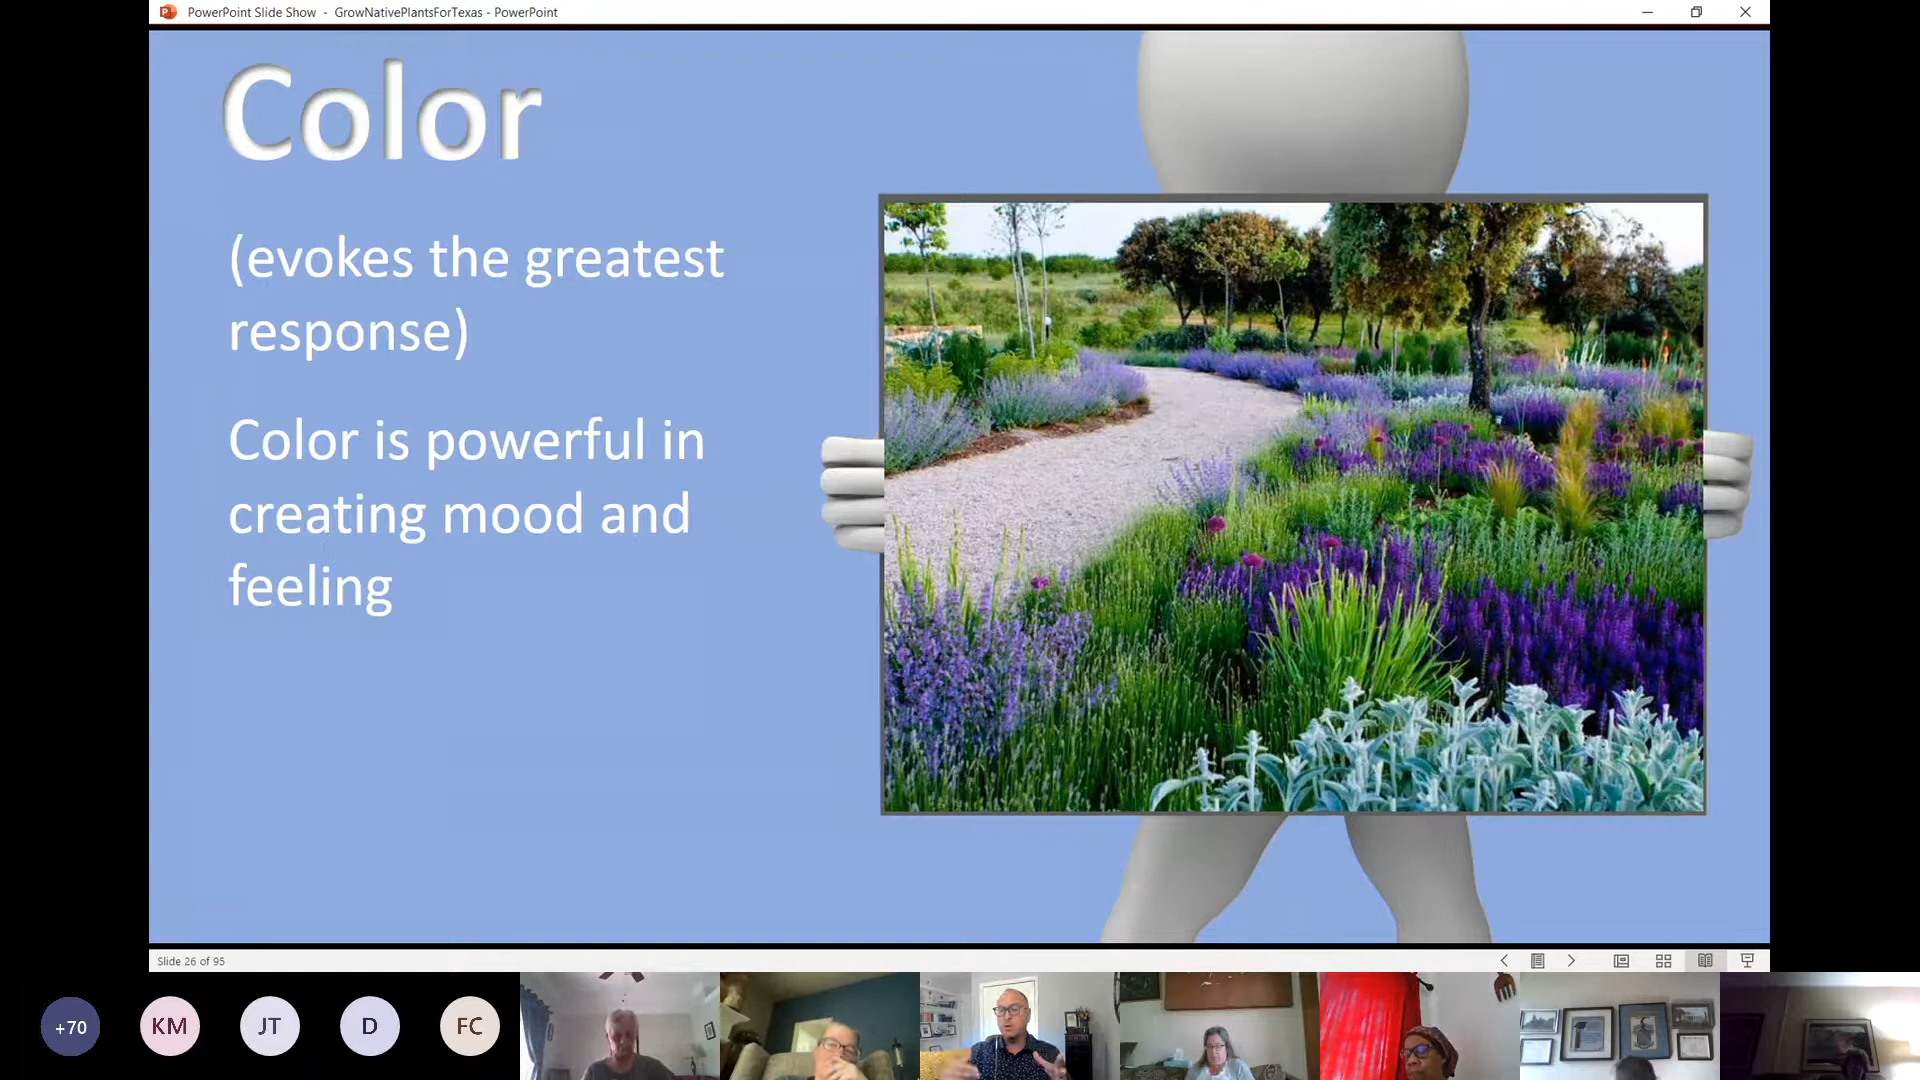 PowerPoint Slide Show - GrowNativePlantsForTexas - PowerPoint
Color
(evokes the greatest
response)
Color is powerful in
creating mood and
feeling
Slide 26 of 95
+70
KM
JT
D
FC